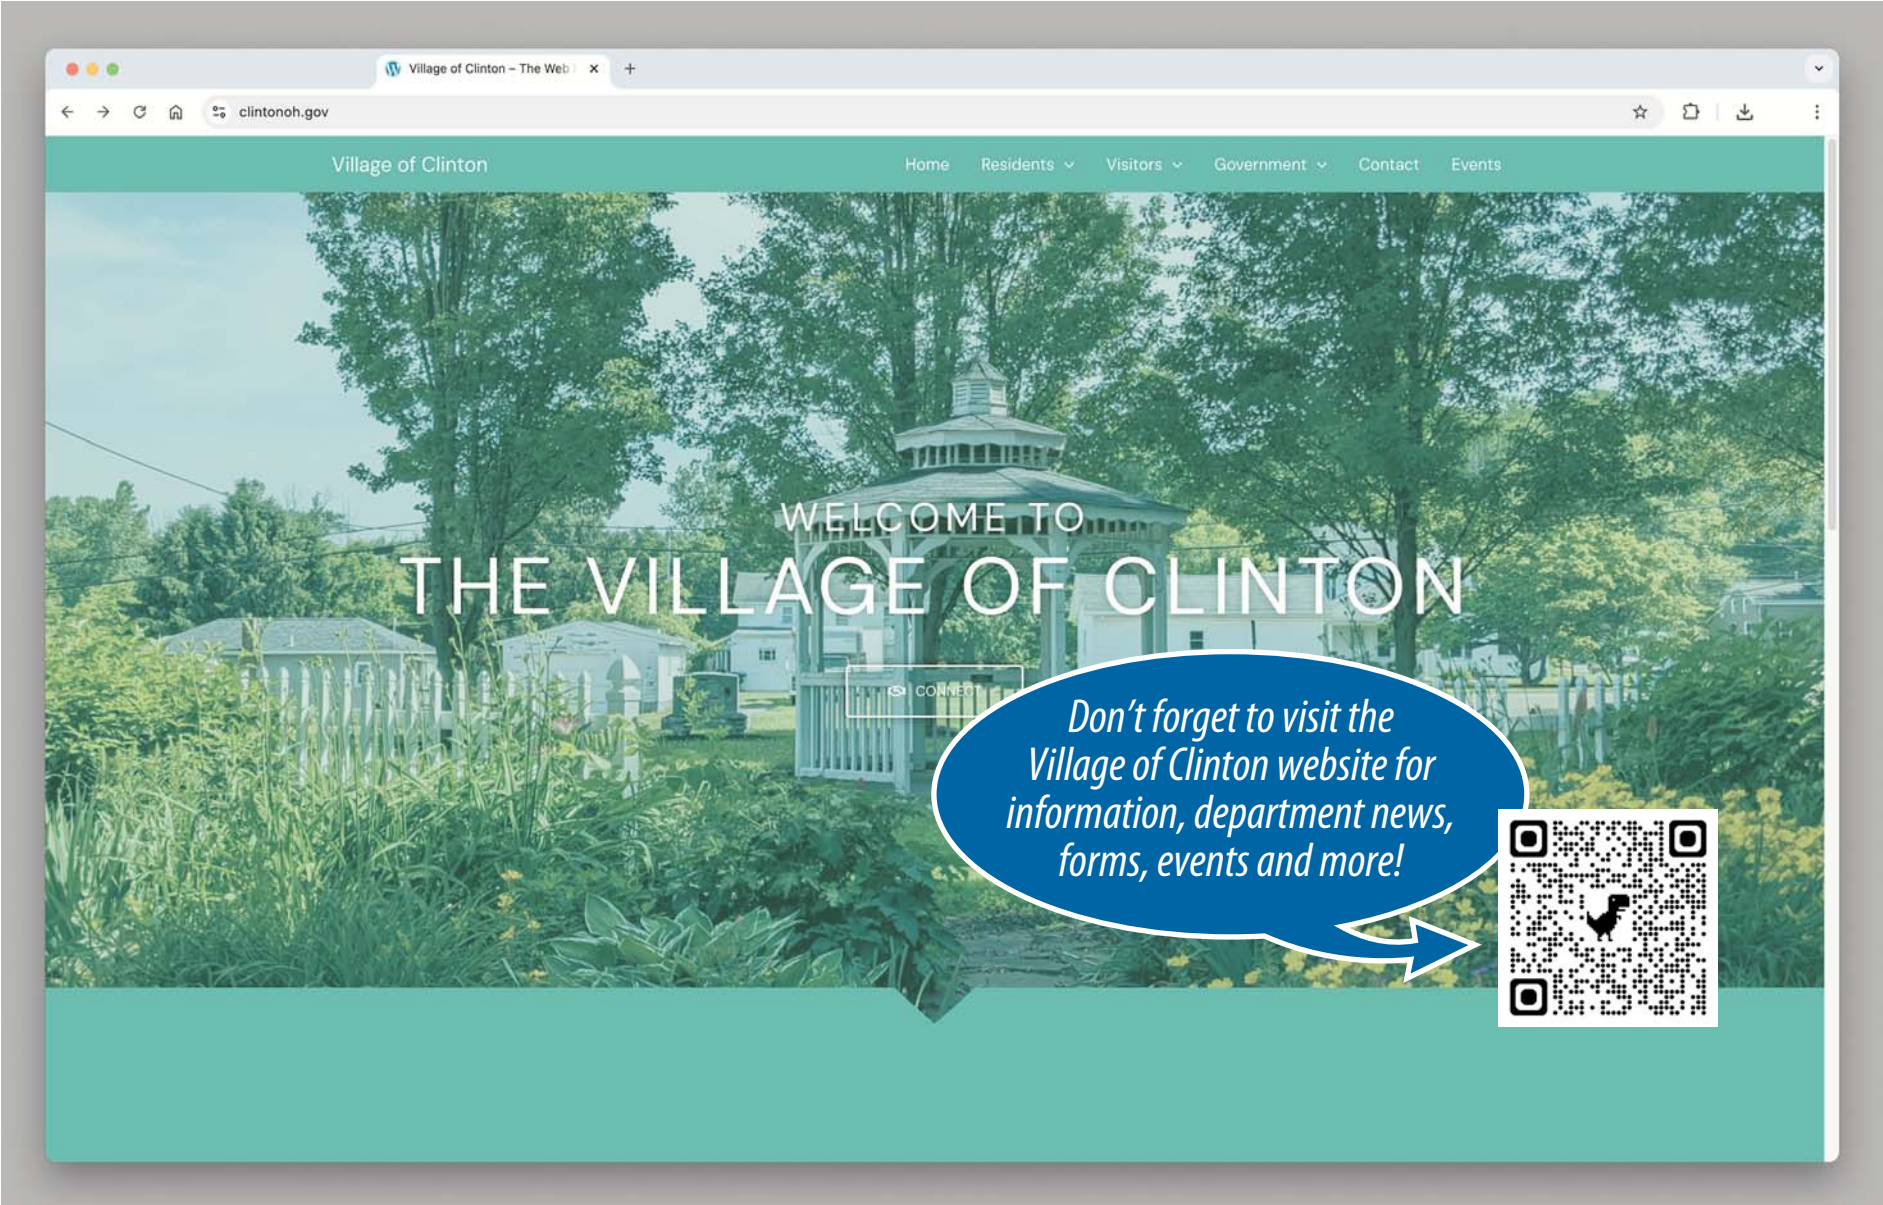 Village of Clinton – The Web
clintonoh.gov
Village of Clinton
Home Residents Visitors Government Contact Events
WELCOME TO
THE VILLAGE OF CLINTON
CONNECT
Don't forget to visit the
Village of Clinton website for
information, department news,
forms, events and more!